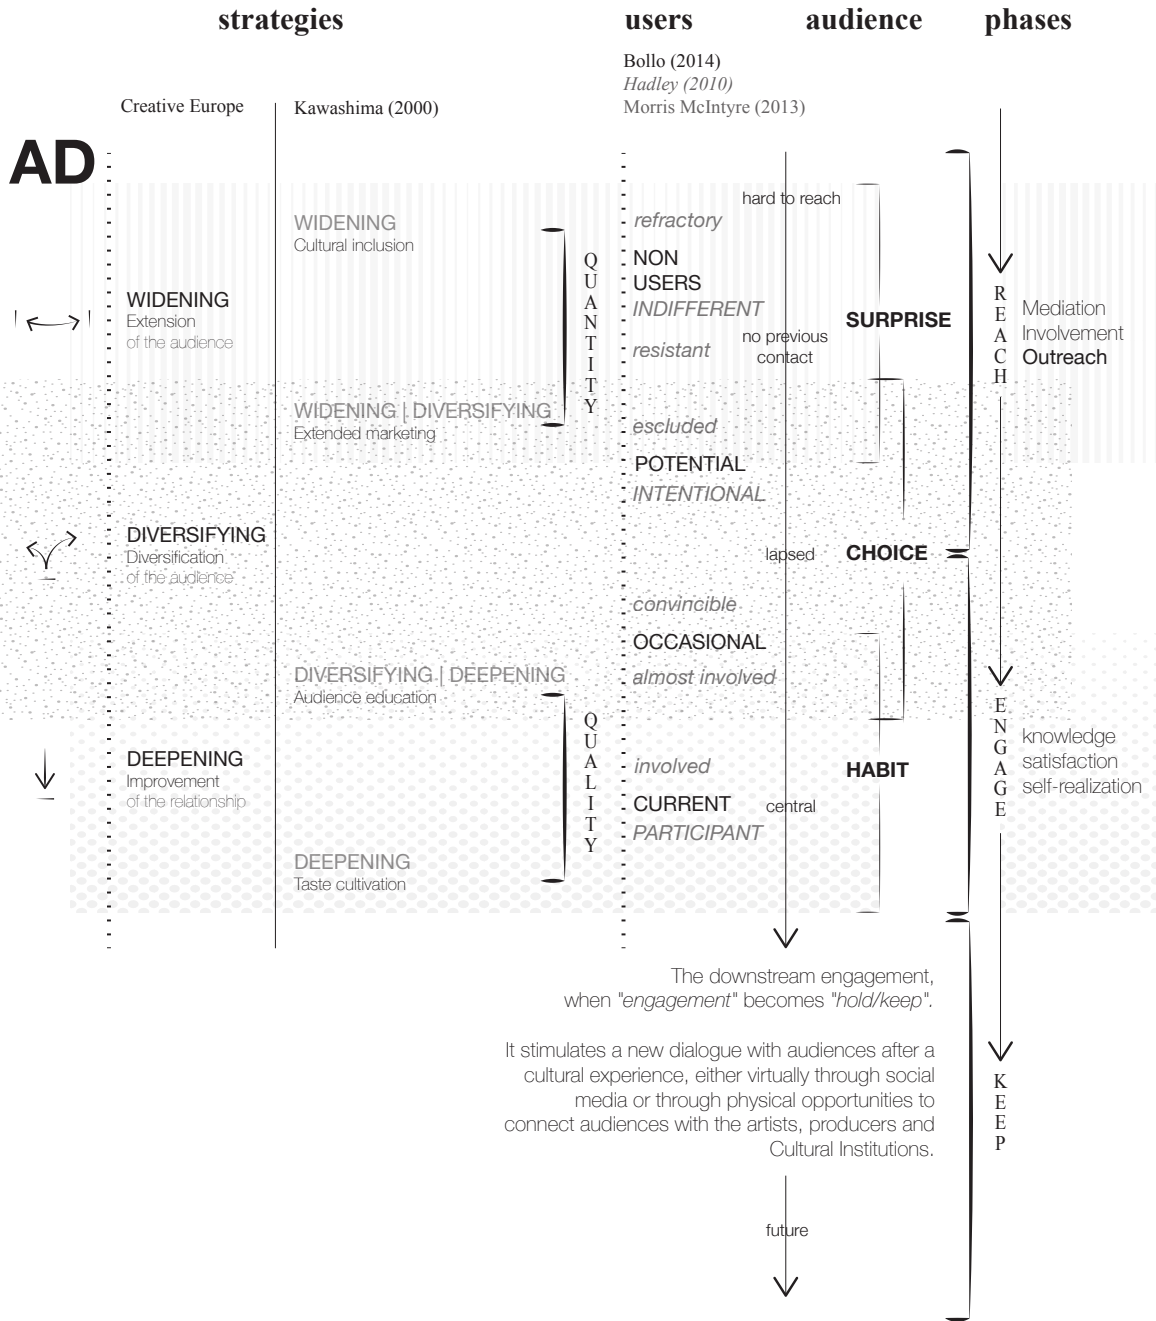 strategies
users
audience
phases
Bollo (2014)
Hadley (2010)
Morris McIntyre (2013)
Creative Europe
Kawashima (2000)
AD
WIDENING
Extension
of the audience
DIVERSIFYING
Diversification
of the audience
DEEPENING
Improvement
of the relationship
WIDENING
Cultural inclusion
WIDENING | DIVERSIFYING
Extended marketing
DIVERSIFYING | DEEPENING
Audience education
DEEPENING
Taste cultivation
QUANTITY
QUALITY
refractory
NON
USERS
INDIFFERENT
resistant
escluded
POTENTIAL
INTENTIONAL
convincible
OCCASIONAL
almost involved
involved
CURRENT
PARTICIPANT
hard to reach
no previous
contact
lapsed
central
SURPRISE
CHOICE
HABIT
REACH
Mediation
Involvement
Outreach
ENGAGE
knowledge
satisfaction
self-realization
KEEP
The downstream engagement,
when "engagement" becomes "hold/keep".
It stimulates a new dialogue with audiences after a
cultural experience, either virtually through social
media or through physical opportunities to
connect audiences with the artists, producers and
Cultural Institutions.
future